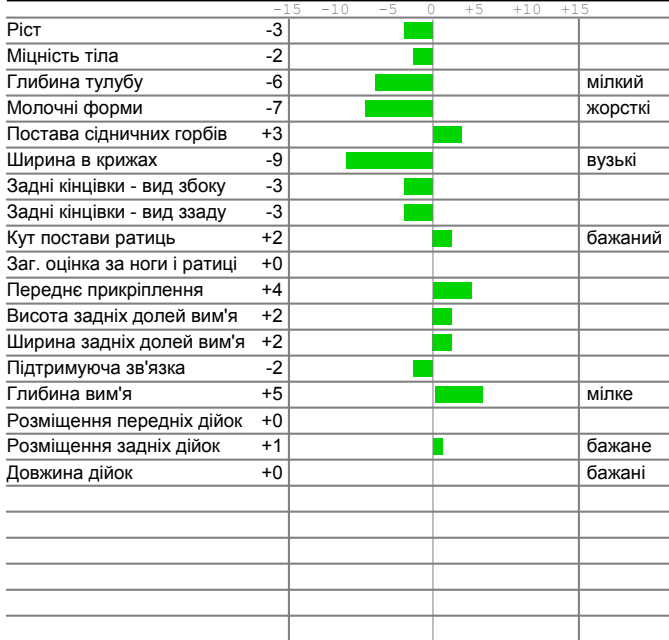 -15 -10 -5 0 +5 +10 +15
Ріст -3
Міцність тіла -2
Глибина тулубу -6 мілкий
Молочні форми -7 жорсткі
Постава сідничних горбів +3
Ширина в крижах -9 вузькі
Задні кінцівки - вид збоку -3
Задні кінцівки - вид ззаду -3
Кут постави ратиць +2 бажаний
Заг. оцінка за ноги і ратиці +0
Переднє прикріплення +4
Висота задніх долей вим'я +2
Ширина задніх долей вим'я +2
Підтримуюча зв'язка -2
Глибина вим'я +5 мілке
Розміщення передніх дійок +0
Розміщення задніх дійок +1 бажане
Довжина дійок +0 бажані